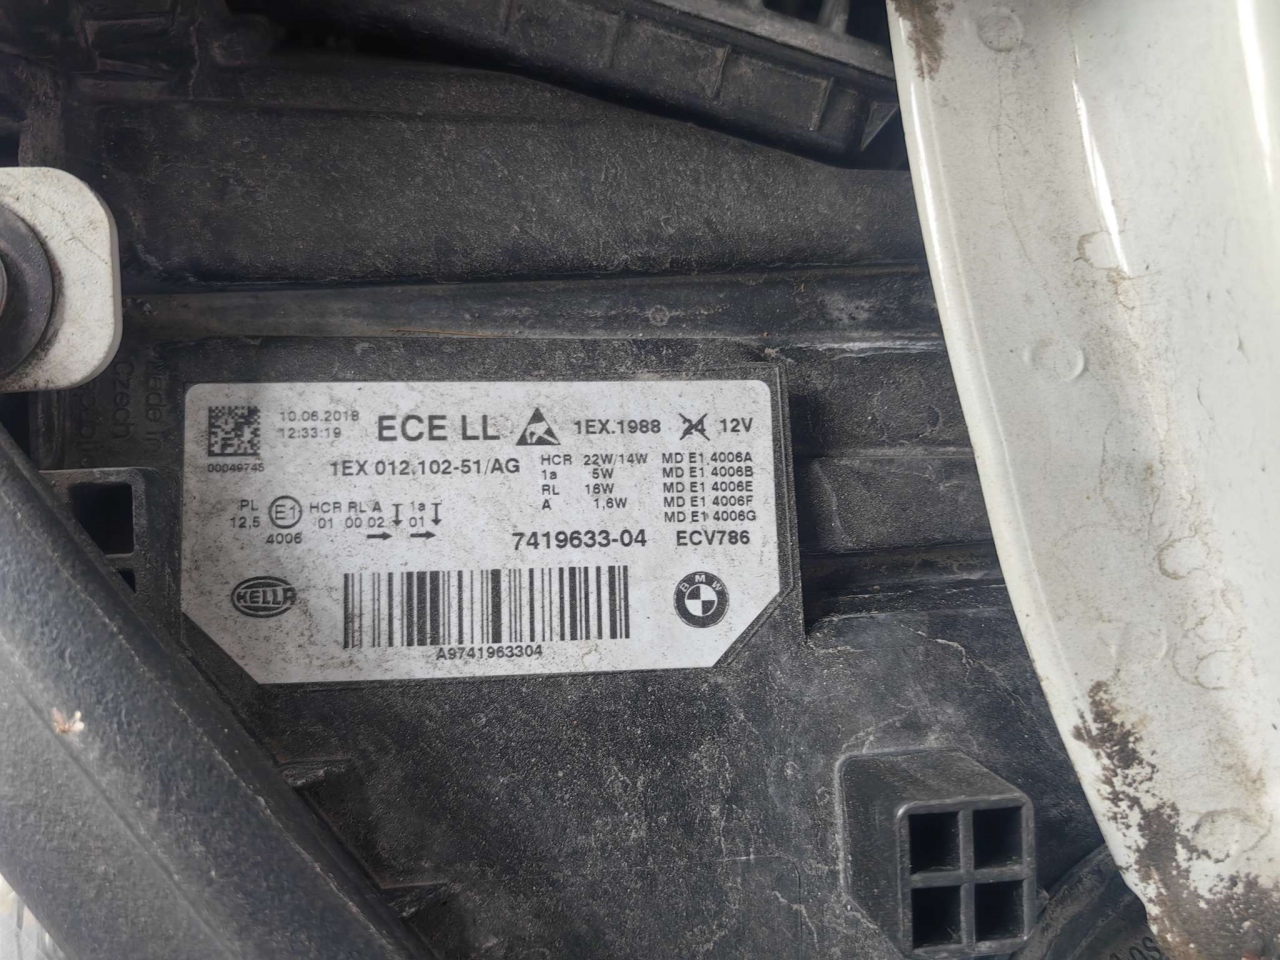 Made in
Czech
10.06.2018
12:33:19
ECE LL
1EX.1988
24 12V
00049745
1EX 012.102-51/AG
HCR 22W/14W
1a 5W
RL 16W
A 1,6W
MD E1 4006A
MD E1 4006B
MD E1 4006E
MD E1 4006F
MD E1 4006G
PL
12,5
E1
4006
HCR RL A 1a
01 00 02 01
7419633-04
ECV786
HELLA
A9741963304
BMW